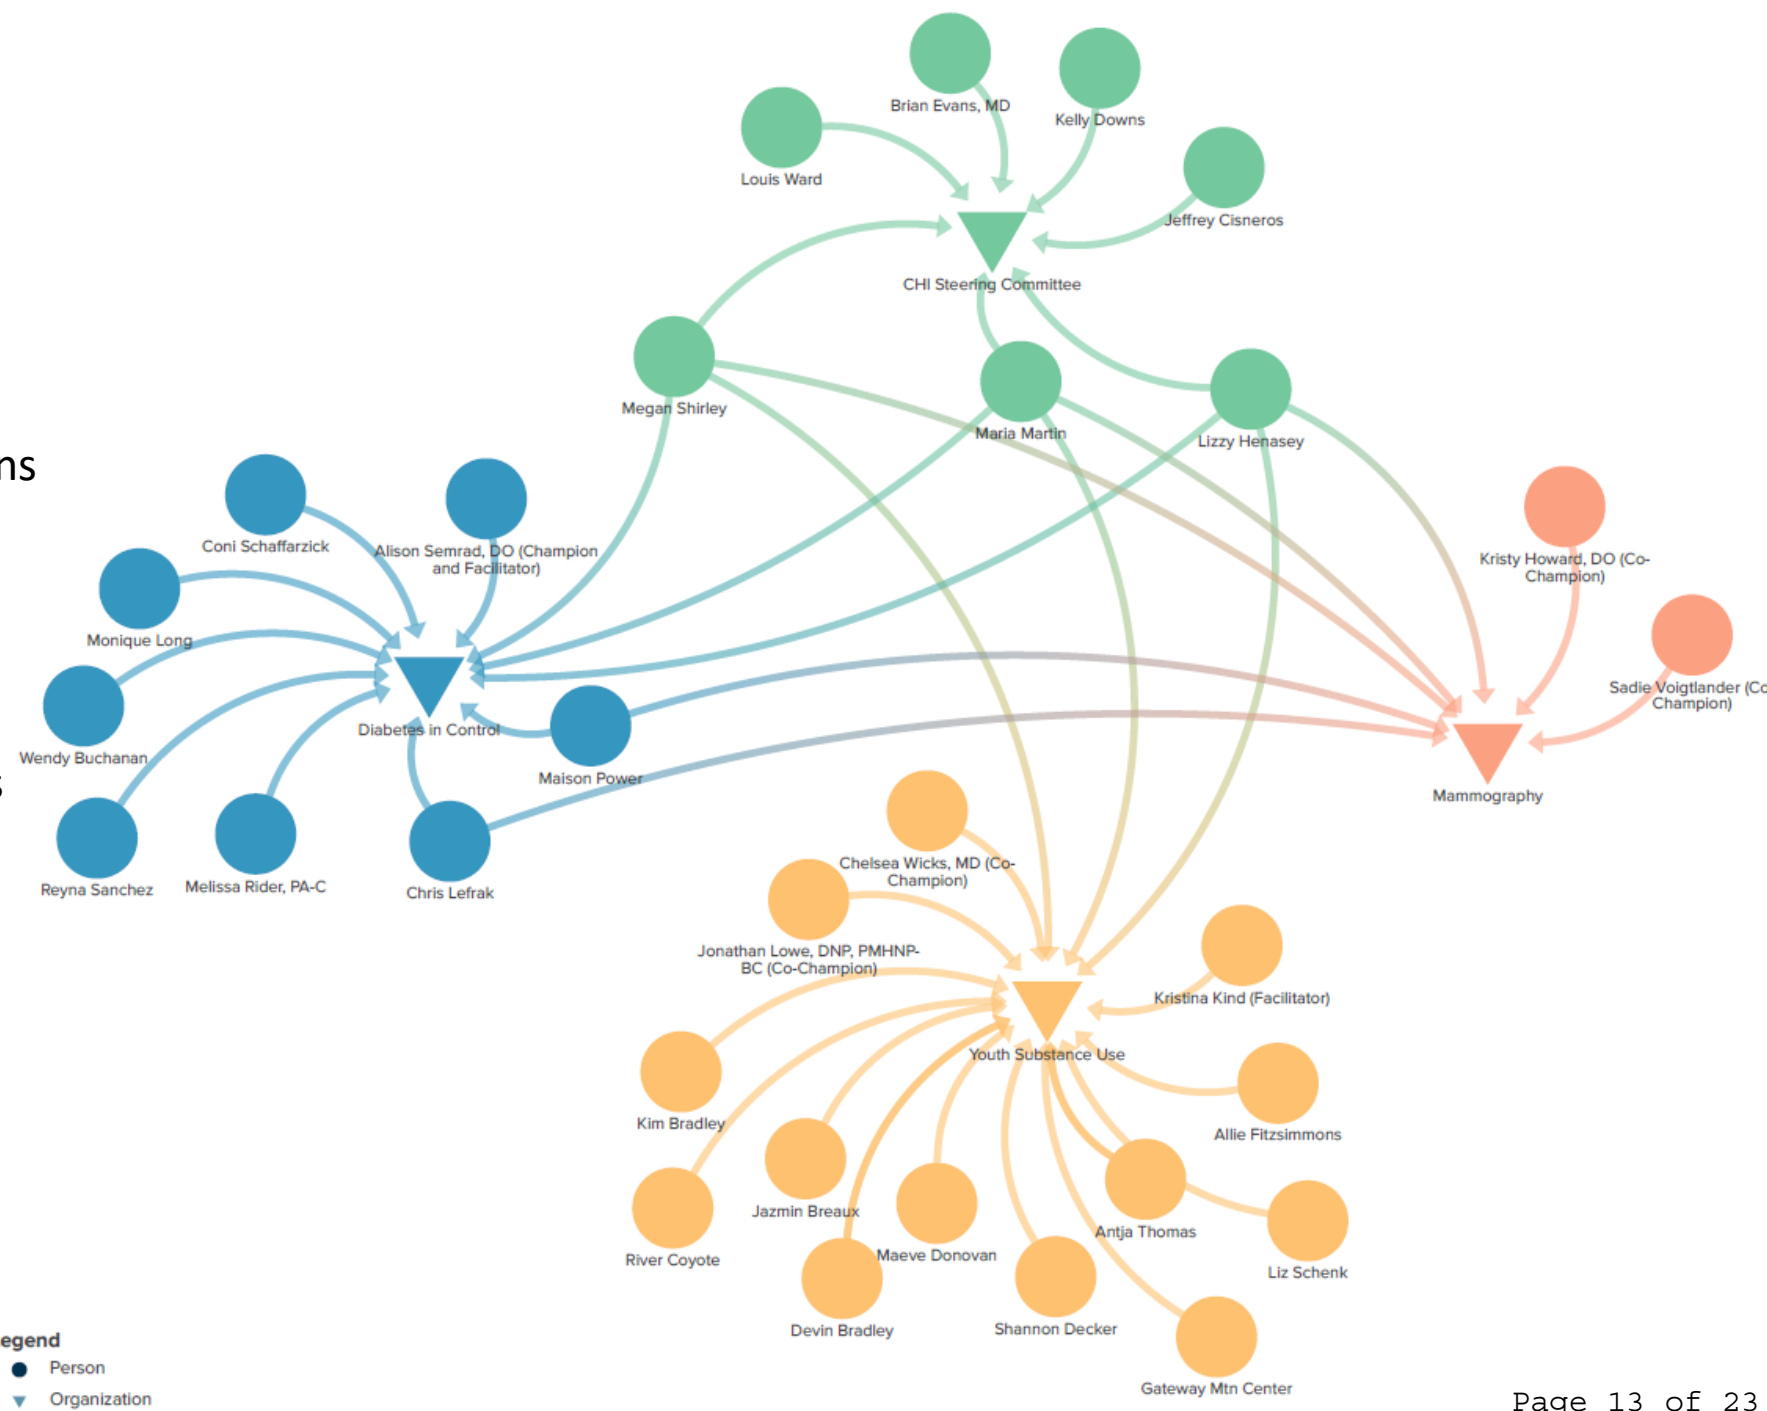 Brian Evans, MD
Kelly Downs
Louis Ward
Jeffrey Cisneros
CHI Steering Committee
Megan Shirley
Maria Martin
Lizzy Henasey
ns
Coni Schaffarzick
Alison Semrad, DO (Champion
and Facilitator)
Kristy Howard, DO (Co-
Champion)
Monique Long
Sadie Voigtlander (Co
Champion)
Diabetes in Control
Wendy Buchanan
Maison Power
s
Mammography
Reyna Sanchez
Melissa Rider, PA-C
Chris Lefrak
Chelsea Wicks, MD (Co-
Champion)
Jonathan Lowe, DNP, PMHNP-
BC (Co-Champion)
Kristina Kind (Facilitator)
Youth Substance Use
Kim Bradley
Allie Fitzsimmons
Jazmin Breaux
River Coyote
Maeve Donovan
Antja Thomas
Liz Schenk
Devin Bradley
Shannon Decker
Gateway Mtn Center
egend
Person
Organization
Page 13 of 23